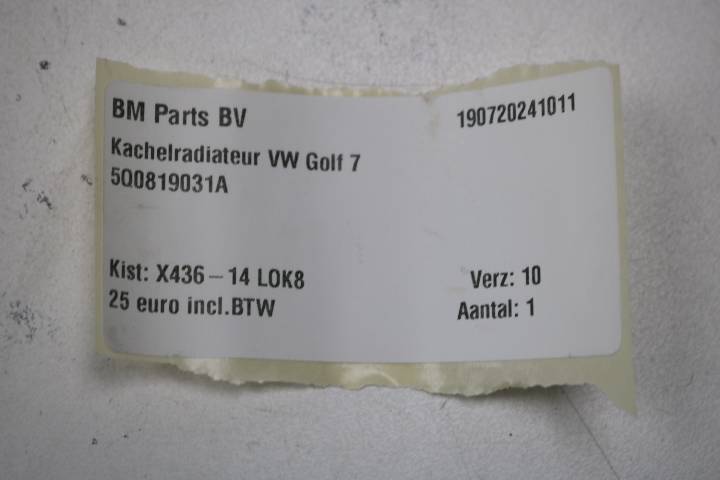 BM Parts BV
190720241011
Kachelradiateur VW Golf 7
5Q0819031A
Kist: X436-14 LOK8
Verz: 10
25 euro incl.BTW
Aantal: 1